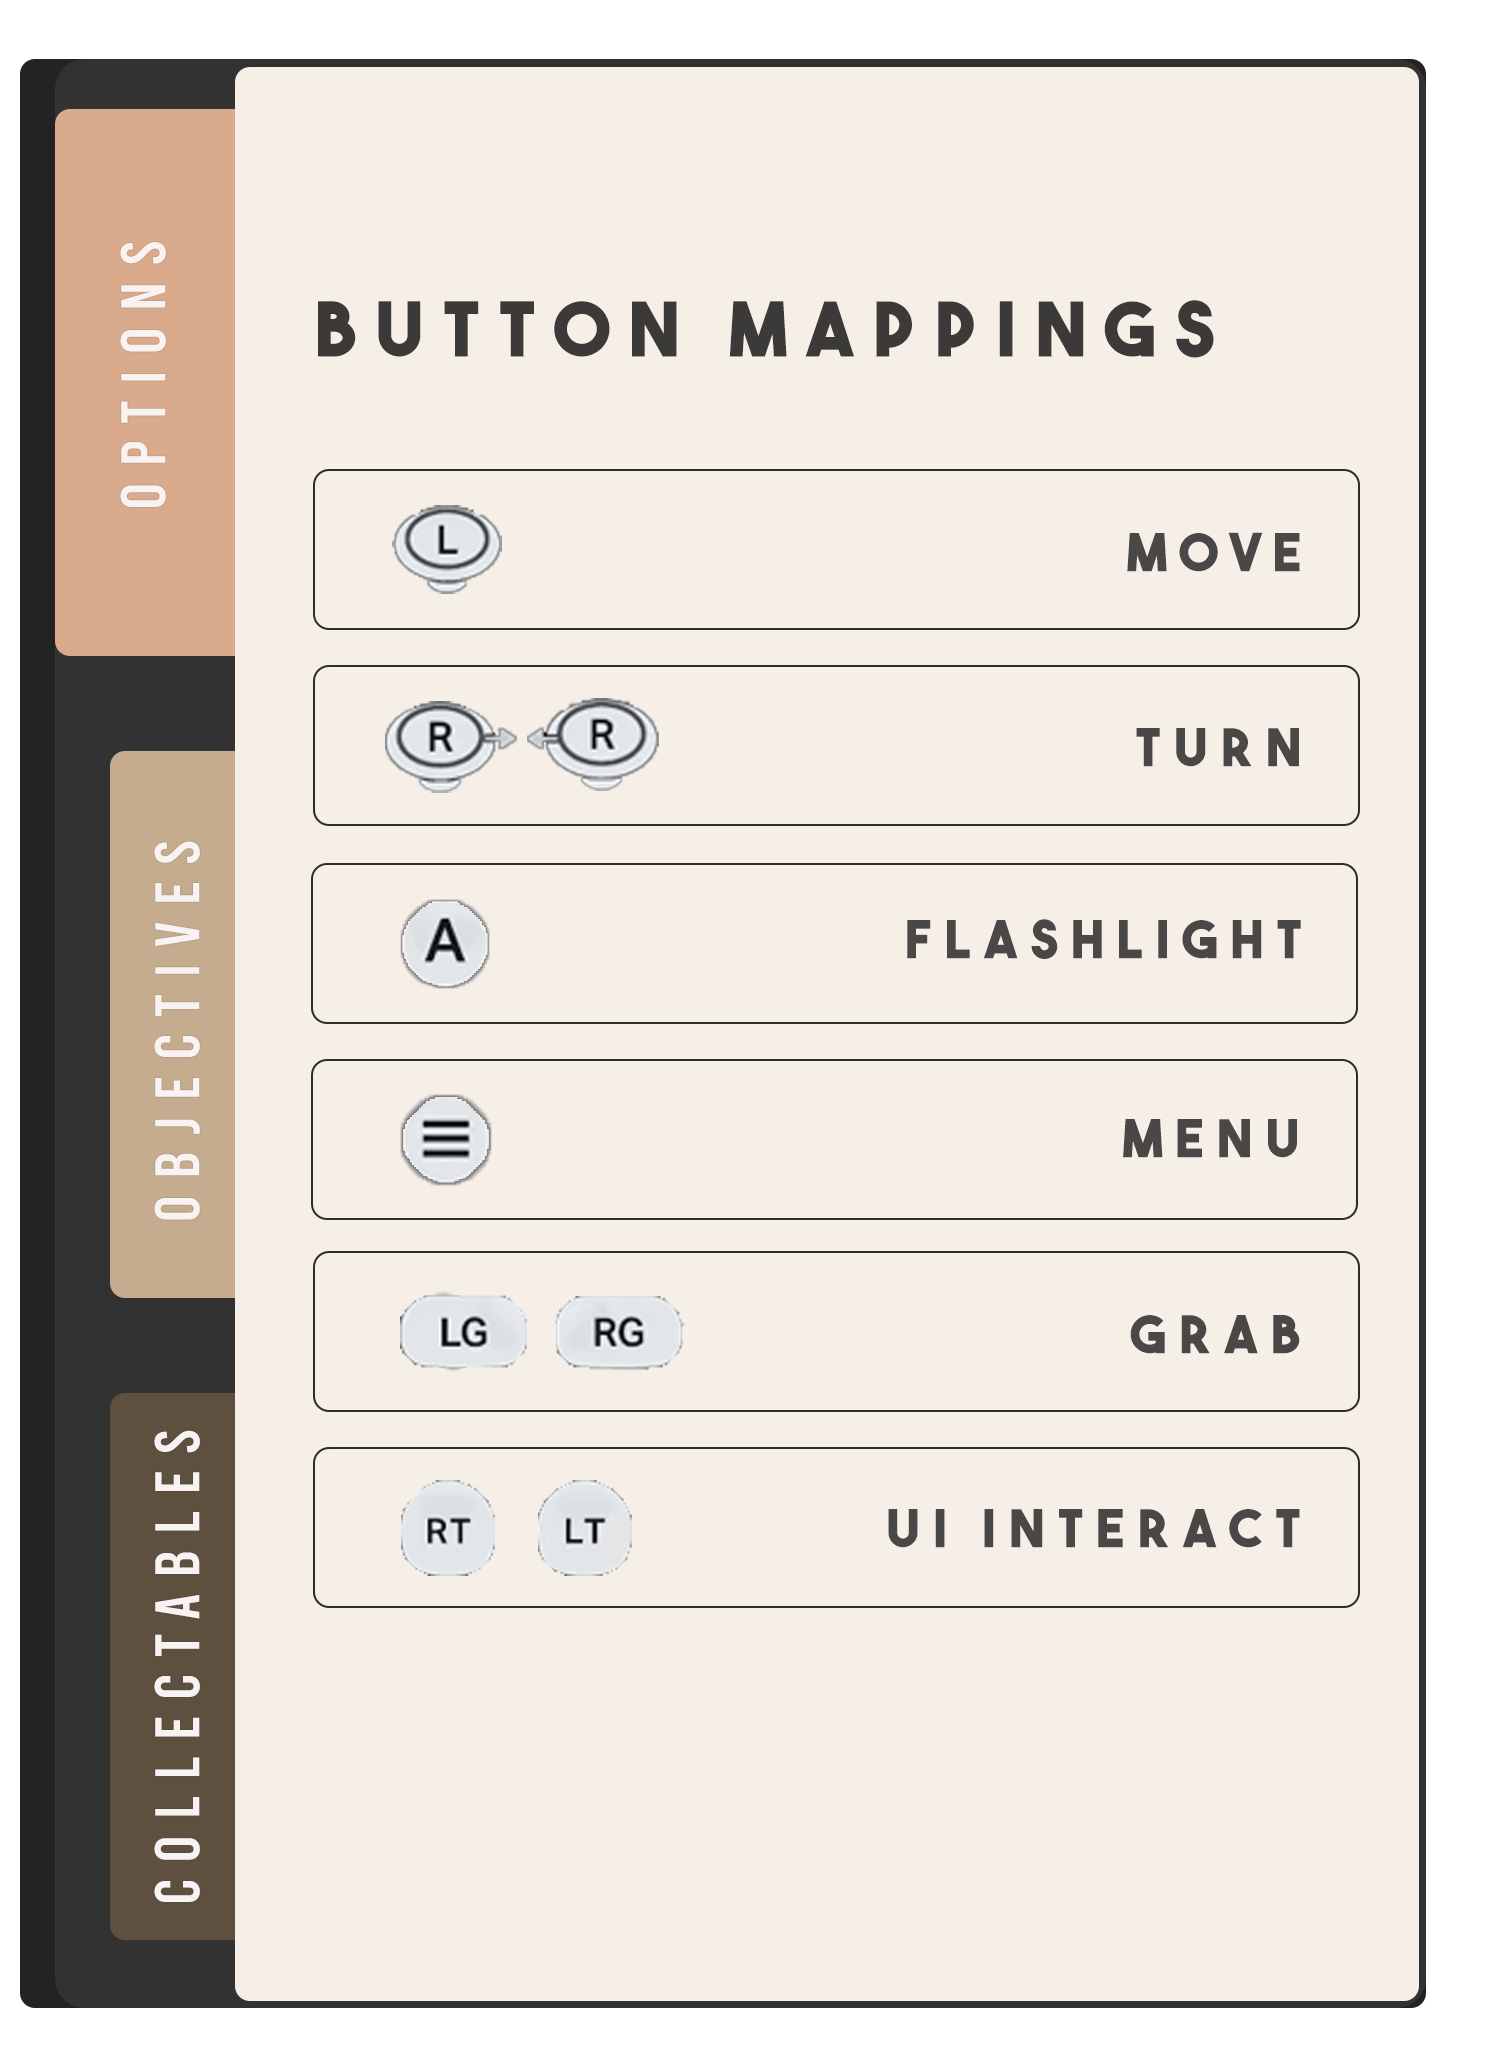 OPTIONS
OBJECTIVES
COLLECTABLES
BUTTON MAPPINGS
L MOVE
R R TURN
A FLASHLIGHT
MENU
LG RG GRAB
RT LT UI INTERACT